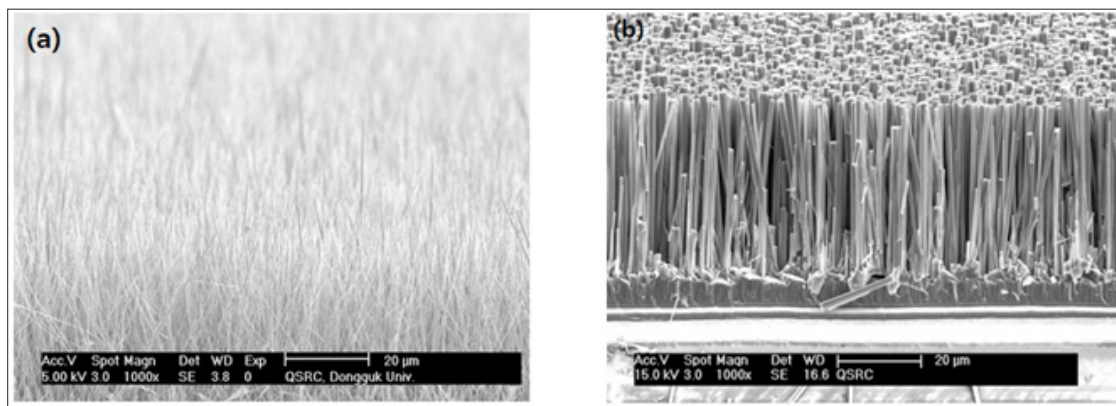 (a)
Acc.V Spot Magn Det WD Exp 20 μm
5.00 kV 3.0 1000x SE 3.8 0 QSRC, Dongguk Univ.
(b)
Acc.V Spot Magn Det WD 20 μm
15.0 kV 3.0 1000x SE 16.6 QSRC